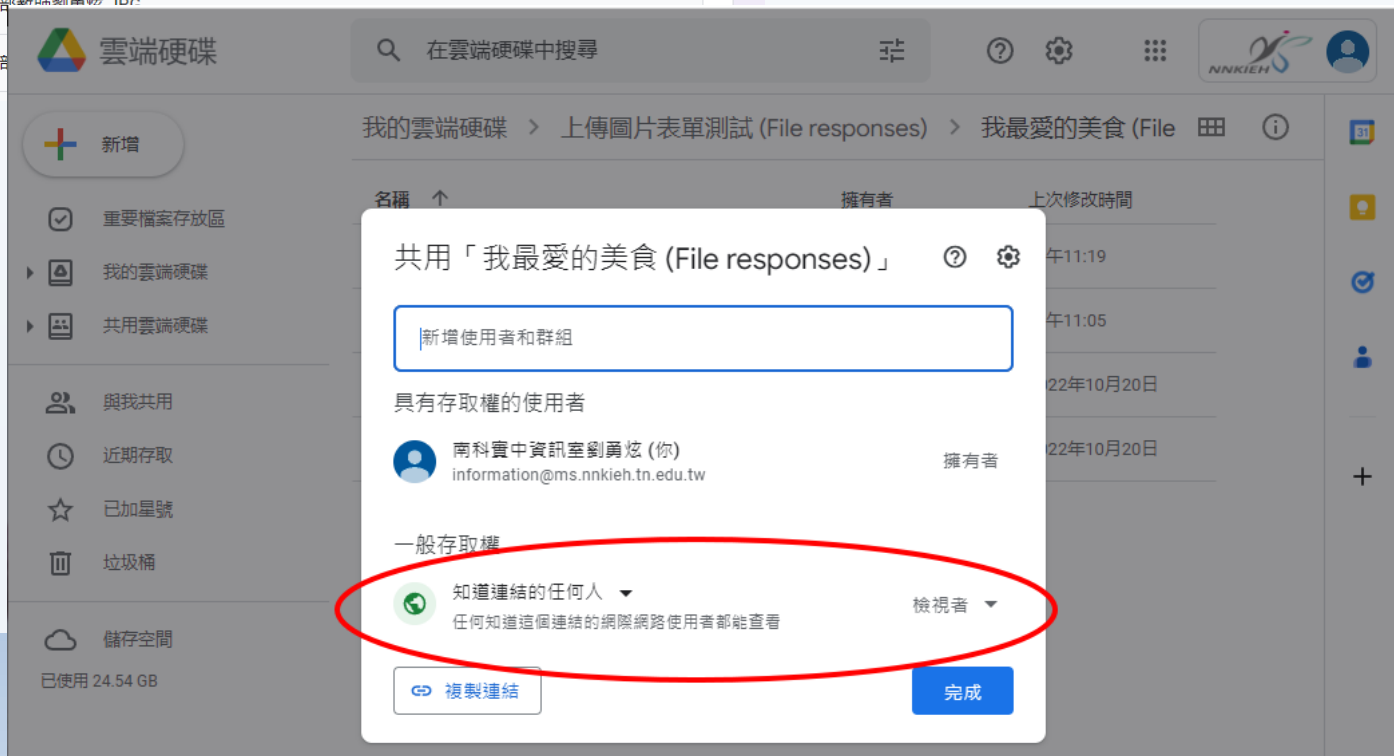 雲端硬碟
在雲端硬碟中搜尋
NNKIEH
新增
我的雲端硬碟 > 上傳圖片表單測試 (File responses) > 我最愛的美食 (File
31
名稱 ↑ 擁有者 上次修改時間
重要檔案存放區
我的雲端硬碟
共用雲端硬碟
與我共用
近期存取
已加星號
垃圾桶
儲存空間
已使用 24.54 GB
午11:19
午11:05
22年10月20日
22年10月20日
共用「我最愛的美食 (File responses)」
新增使用者和群組
具有存取權的使用者
南科實中資訊室劉勇炫 (你)
information@ms.nnkieh.tn.edu.tw
擁有者
一般存取權
知道連結的任何人
任何知道這個連結的網際網路使用者都能查看
檢視者
複製連結
完成